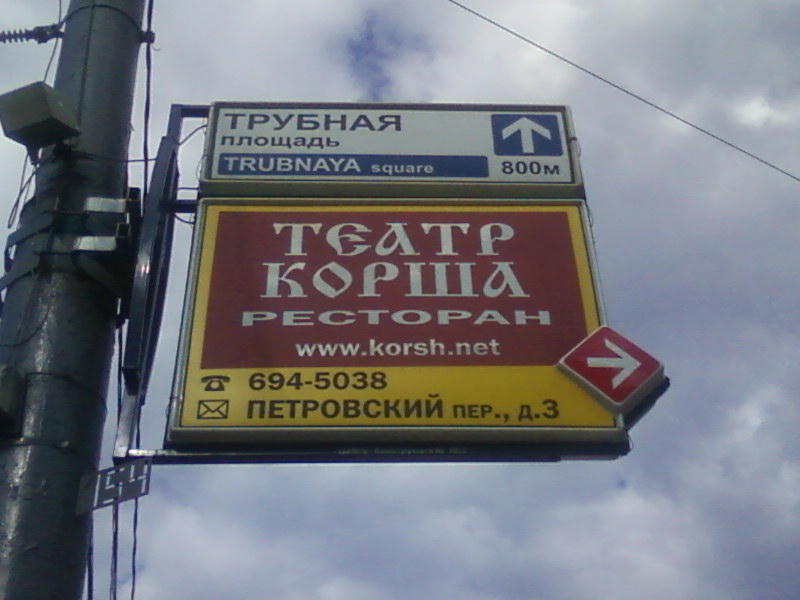 ТРУБНАЯ
площадь
TRUBNAYA square
800м
ТЕАТР
КОРША
РЕСТОРАН
www.korsh.net
694-5038
ПЕТРОВСКИЙ ПЕР., Д.3